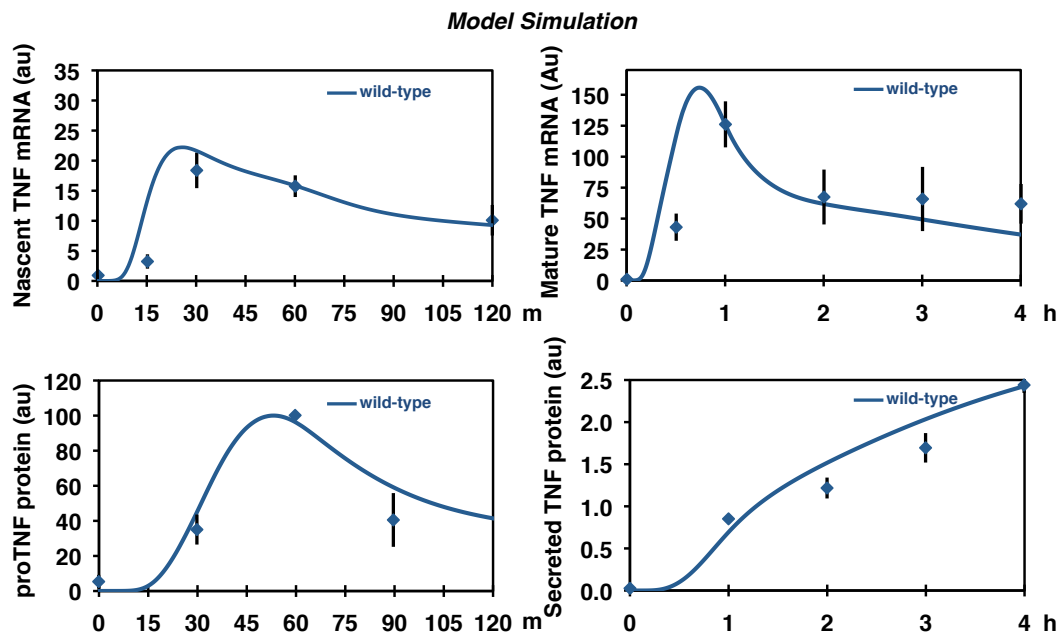 Model Simulation
Nascent TNF mRNA (au)
35
30
25
20
15
10
5
0
wild-type
0 15 30 45 60 75 90 105 120 m
Mature TNF mRNA (Au)
150
125
100
75
50
25
0
wild-type
0 1 2 3 4 h
proTNF protein (au)
120
100
80
60
40
20
0
wild-type
0 15 30 45 60 75 90 105 120 m
Secreted TNF protein (au)
2.5
2.0
1.5
1.0
0.5
0.0
wild-type
0 1 2 3 4 h